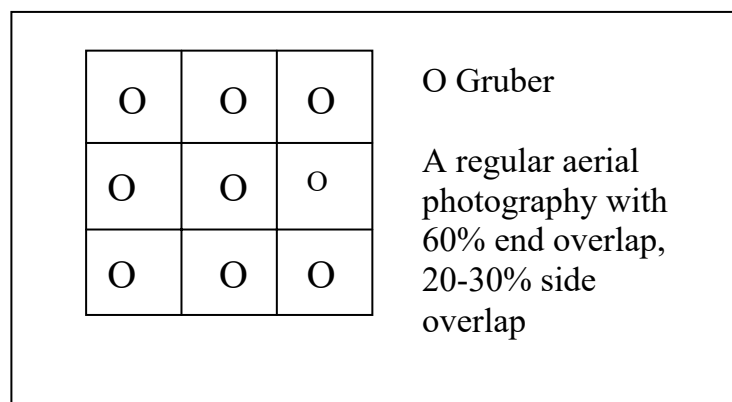 O O O
O O O
O O O
O Gruber
A regular aerial
photography with
60% end overlap,
20-30% side
overlap